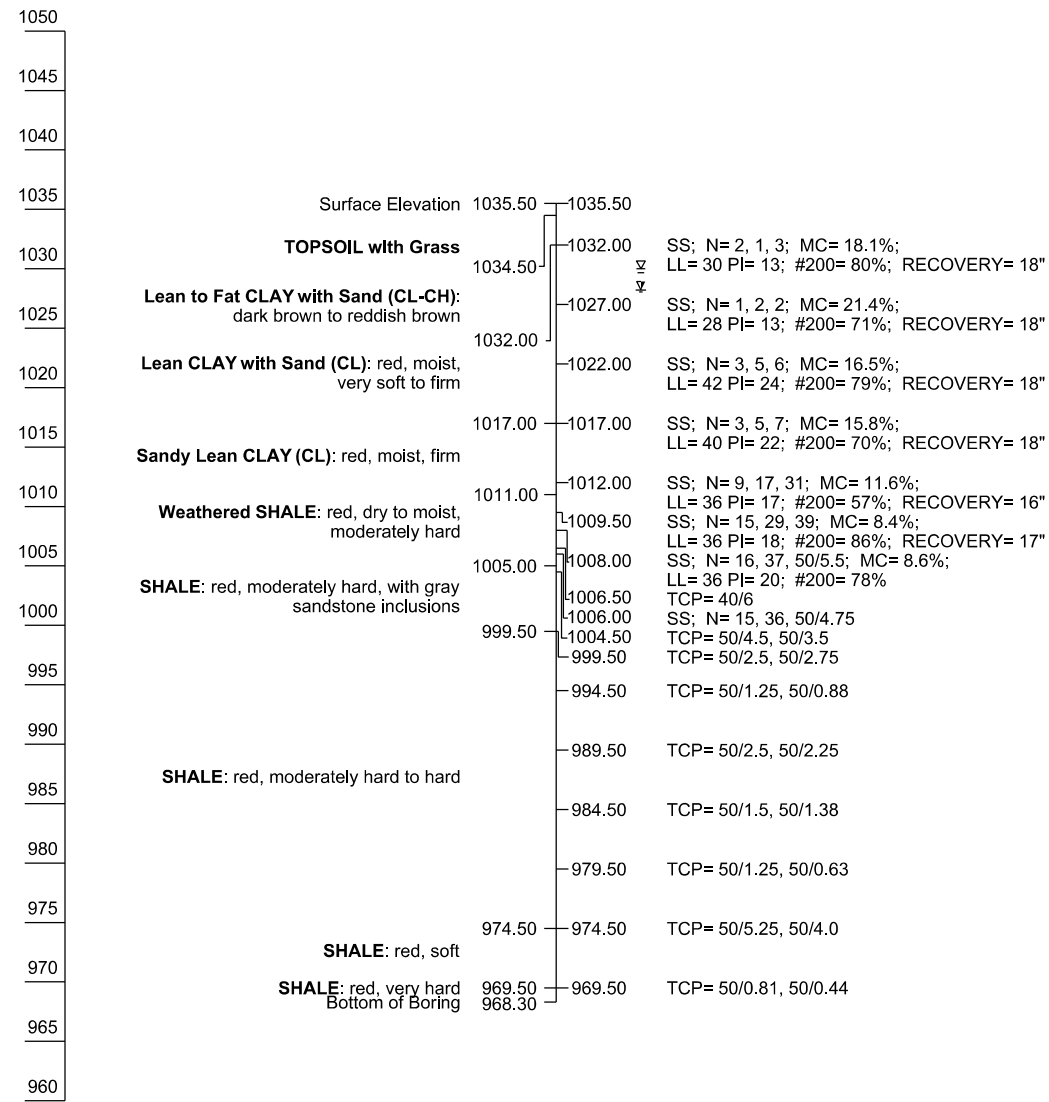 1050
1045
1040
1035
1030
1025
1020
1015
1010
1005
1000
995
990
985
980
975
970
965
960
Surface Elevation 1035.50 1035.50
TOPSOIL with Grass
1034.50
1032.00 SS; N= 2, 1, 3; MC= 18.1%;
LL= 30 PI= 13; #200= 80%; RECOVERY= 18"
Lean to Fat CLAY with Sand (CL-CH):
dark brown to reddish brown
1032.00
1027.00 SS; N= 1, 2, 2; MC= 21.4%;
LL= 28 PI= 13; #200= 71%; RECOVERY= 18"
Lean CLAY with Sand (CL): red, moist,
very soft to firm
1022.00 SS; N= 3, 5, 6; MC= 16.5%;
LL= 42 PI= 24; #200= 79%; RECOVERY= 18"
1017.00 1017.00 SS; N= 3, 5, 7; MC= 15.8%;
LL= 40 PI= 22; #200= 70%; RECOVERY= 18"
Sandy Lean CLAY (CL): red, moist, firm
1012.00 SS; N= 9, 17, 31; MC= 11.6%;
LL= 36 PI= 17; #200= 57%; RECOVERY= 16"
1011.00
Weathered SHALE: red, dry to moist,
moderately hard
1009.50 SS; N= 15, 29, 39; MC= 8.4%;
LL= 36 PI= 18; #200= 86%; RECOVERY= 17"
1008.00 SS; N= 16, 37, 50/5.5; MC= 8.6%;
LL= 36 PI= 20; #200= 78%
1005.00
SHALE: red, moderately hard, with gray
sandstone inclusions
1006.50 TCP= 40/6
1006.00 SS; N= 15, 36, 50/4.75
999.50 1004.50 TCP= 50/4.5, 50/3.5
999.50 TCP= 50/2.5, 50/2.75
994.50 TCP= 50/1.25, 50/0.88
989.50 TCP= 50/2.5, 50/2.25
SHALE: red, moderately hard to hard
984.50 TCP= 50/1.5, 50/1.38
979.50 TCP= 50/1.25, 50/0.63
974.50 974.50 TCP= 50/5.25, 50/4.0
SHALE: red, soft
SHALE: red, very hard 969.50 969.50 TCP= 50/0.81, 50/0.44
Bottom of Boring 968.30